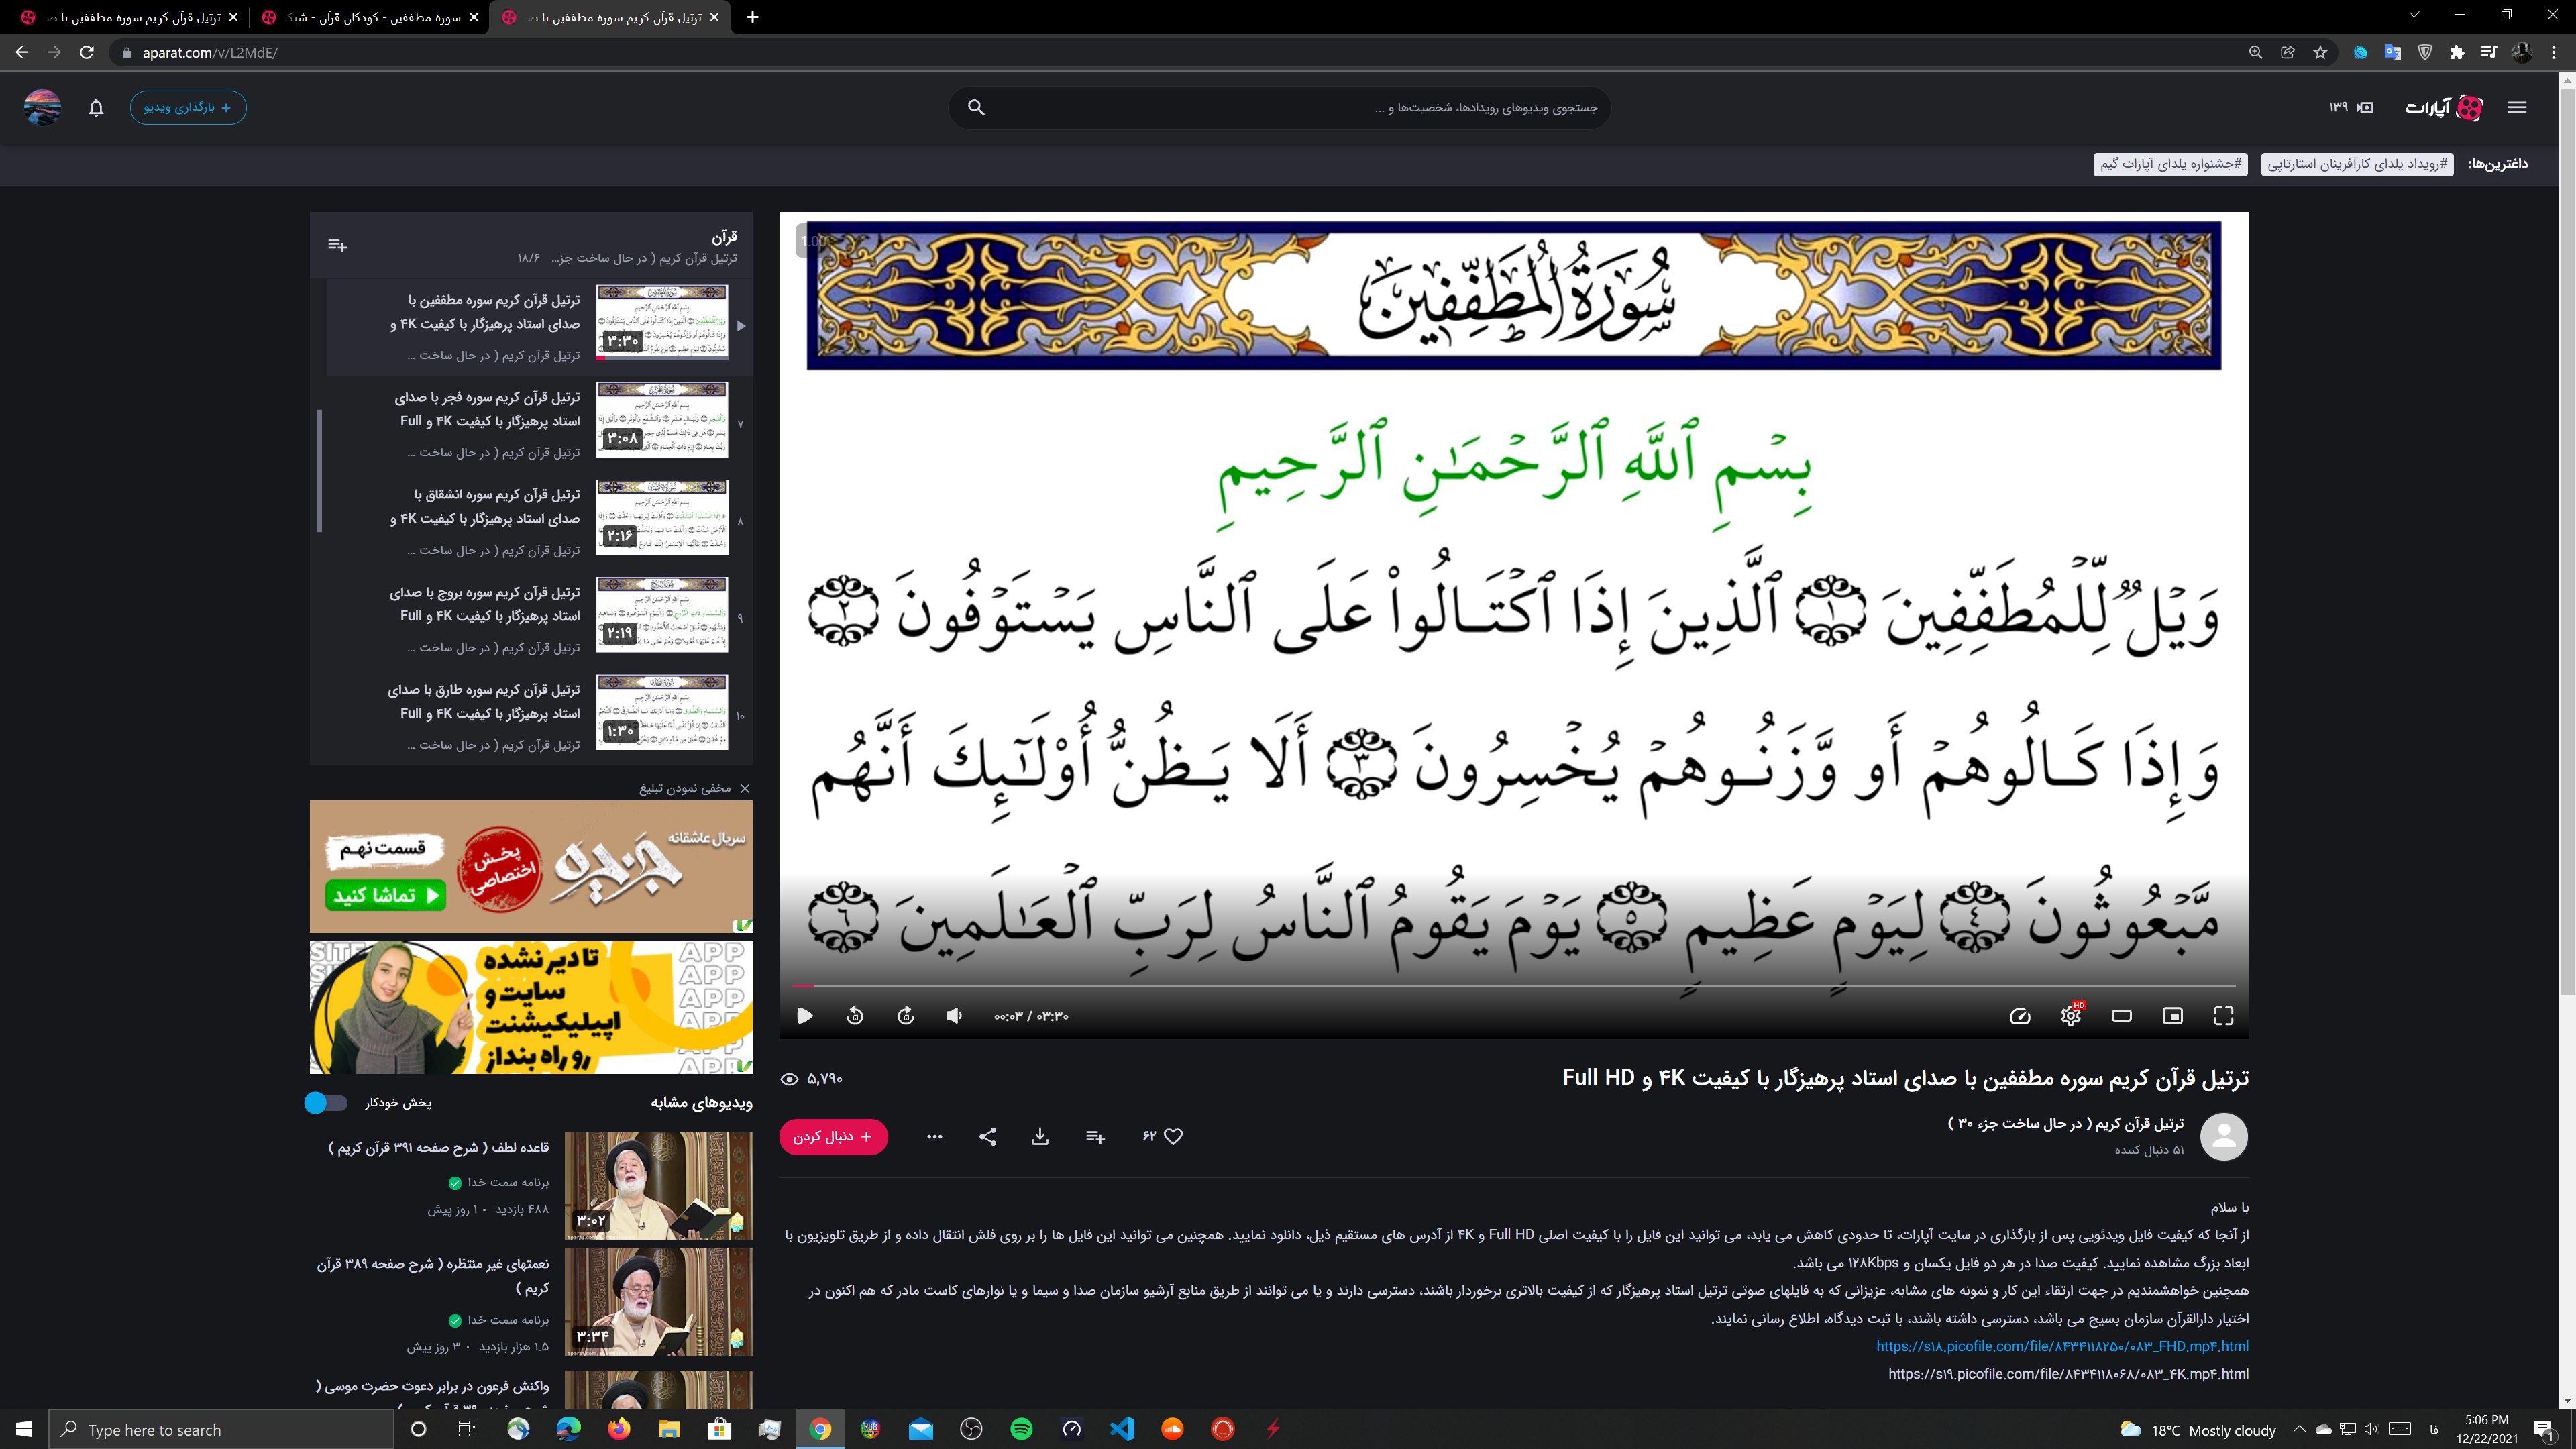 ترتیل قرآن کریم سوره مطففین با ص
سوره مطففین - کودکان قرآن - شبک
ترتیل قرآن کریم سوره مطففین با ص
aparat.com/v/L2MdE/
آپارات
۱۳۹
جستجوی ویدیوهای رویدادها، شخصیت‌ها و ...
+ بارگذاری ویدیو
داغترین‌ها:
#رویداد یلدای کارآفرینان استارتاپی
#جشنواره یلدای آپارات گیم
1.00
سُورَةُ المُطَفِّفِينَ
بِسۡمِ ٱللَّهِ ٱلرَّحۡمَـٰنِ ٱلرَّحِيمِ
وَيۡلٌ لِّلۡمُطَفِّفِينَ ١ ٱلَّذِينَ إِذَا ٱكۡتَالُوا۟ عَلَى ٱلنَّاسِ يَسۡتَوۡفُونَ ٢
وَإِذَا كَالُوهُمۡ أَو وَّزَنُوهُمۡ يُخۡسِرُونَ ٣ أَلَا يَظُنُّ أُو۟لَـٰٓئِكَ أَنَّهُم
مَّبۡعُوثُونَ ٤ لِيَوۡمٍ عَظِيمٍ ٥ يَوۡمَ يَقُومُ ٱلنَّاسُ لِرَبِّ ٱلۡعَـٰلَمِينَ ٦
۰۰:۰۳ / ۰۳:۳۰
HD
ترتیل قرآن کریم سوره مطففین با صدای استاد پرهیزگار با کیفیت ۴K و Full HD
۵,۷۹۰
ترتیل قرآن کریم ( در حال ساخت جزء ۳۰ )
۵۱ دنبال کننده
۶۲
+ دنبال کردن
با سلام
از آنجا که کیفیت فایل ویدئویی پس از بارگذاری در سایت آپارات، تا حدودی کاهش می یابد، می توانید این فایل را با کیفیت اصلی Full HD و ۴K از آدرس های مستقیم ذیل، دانلود نمایید. همچنین می توانید این فایل ها را بر روی فلش انتقال داده و از طریق تلویزیون با
ابعاد بزرگ مشاهده نمایید. کیفیت صدا در هر دو فایل یکسان و ۱۲۸Kbps می باشد.
همچنین خواهشمندیم در جهت ارتقاء این کار و نمونه های مشابه، عزیزانی که به فایلهای صوتی ترتیل استاد پرهیزگار که از کیفیت بالاتری برخوردار باشند، دسترسی دارند و یا می توانند از طریق منابع آرشیو سازمان صدا و سیما و یا نوارهای کاست مادر که هم اکنون در
اختیار دارالقرآن سازمان بسیج می باشد، دسترسی داشته باشند، با ثبت دیدگاه، اطلاع رسانی نمایند.
https://s۱۸.picofile.com/file/۸۴۳۴۱۱۸۲۵۰/۰۸۳_FHD.mp۴.html
https://s۱۹.picofile.com/file/۸۴۳۴۱۱۸۰۶۸/۰۸۳_۴K.mp۴.html
قرآن
ترتیل قرآن کریم ( در حال ساخت جز... ۱۸/۶
ترتیل قرآن کریم سوره مطففین با
صدای استاد پرهیزگار با کیفیت ۴K و
ترتیل قرآن کریم ( در حال ساخت ...
۳:۳۰
۷
ترتیل قرآن کریم سوره فجر با صدای
استاد پرهیزگار با کیفیت ۴K و Full
ترتیل قرآن کریم ( در حال ساخت ...
۳:۰۸
۸
ترتیل قرآن کریم سوره انشقاق با
صدای استاد پرهیزگار با کیفیت ۴K و
ترتیل قرآن کریم ( در حال ساخت ...
۲:۱۶
۹
ترتیل قرآن کریم سوره بروج با صدای
استاد پرهیزگار با کیفیت ۴K و Full
ترتیل قرآن کریم ( در حال ساخت ...
۲:۱۹
۱۰
ترتیل قرآن کریم سوره طارق با صدای
استاد پرهیزگار با کیفیت ۴K و Full
ترتیل قرآن کریم ( در حال ساخت ...
۱:۳۰
مخفی نمودن تبلیغ
سریال عاشقانه
جزیره
پخش اختصاصی
قسمت نهم
تماشا کنید
تا دیر نشده
سایت و
اپیلیکیشنت
رو راه بنداز
SITE
APP
APP
APP
APP
ویدیوهای مشابه
پخش خودکار
قاعده لطف ( شرح صفحه ۳۹۱ قرآن کریم )
برنامه سمت خدا
۴۸۸ بازدید · ۱ روز پیش
۳:۰۲
نعمتهای غیر منتظره ( شرح صفحه ۳۸۹ قرآن
کریم )
برنامه سمت خدا
۱.۵ هزار بازدید · ۳ روز پیش
۳:۳۴
واکنش فرعون در برابر دعوت حضرت موسی (
Type here to search
18°C Mostly cloudy
فا
5:06 PM
12/22/2021
1